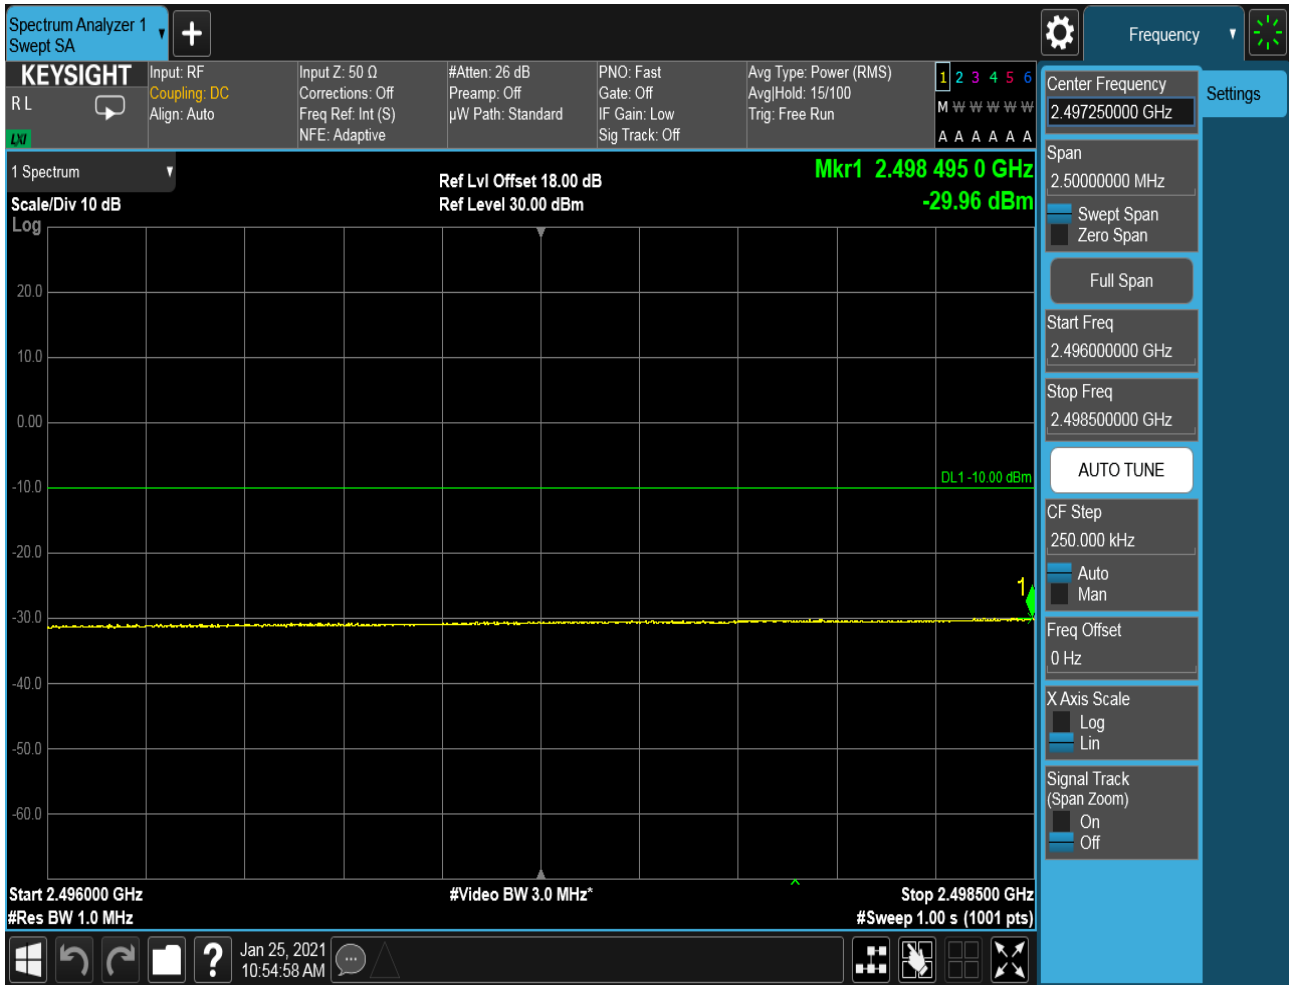 Spectrum Analyzer 1
Swept SA
Frequency
KEYSIGHT
R L
LXI
Input: RF
Coupling: DC
Align: Auto
Input Z: 50 Ω
Corrections: Off
Freq Ref: Int (S)
NFE: Adaptive
#Atten: 26 dB
Preamp: Off
µW Path: Standard
PNO: Fast
Gate: Off
IF Gain: Low
Sig Track: Off
Avg Type: Power (RMS)
Avg|Hold: 15/100
Trig: Free Run
1 2 3 4 5 6
M W W W W W
A A A A A A
1 Spectrum
Scale/Div 10 dB
Log
Ref Lvl Offset 18.00 dB
Ref Level 30.00 dBm
Mkr1 2.498 495 0 GHz
-29.96 dBm
20.0
10.0
0.00
-10.0
-20.0
-30.0
-40.0
-50.0
-60.0
DL1 -10.00 dBm
1
Start 2.496000 GHz
#Res BW 1.0 MHz
#Video BW 3.0 MHz*
Stop 2.498500 GHz
#Sweep 1.00 s (1001 pts)
Jan 25, 2021
10:54:58 AM
Settings
Center Frequency
2.497250000 GHz
Span
2.50000000 MHz
Swept Span
Zero Span
Full Span
Start Freq
2.496000000 GHz
Stop Freq
2.498500000 GHz
AUTO TUNE
CF Step
250.000 kHz
Auto
Man
Freq Offset
0 Hz
X Axis Scale
Log
Lin
Signal Track
(Span Zoom)
On
Off